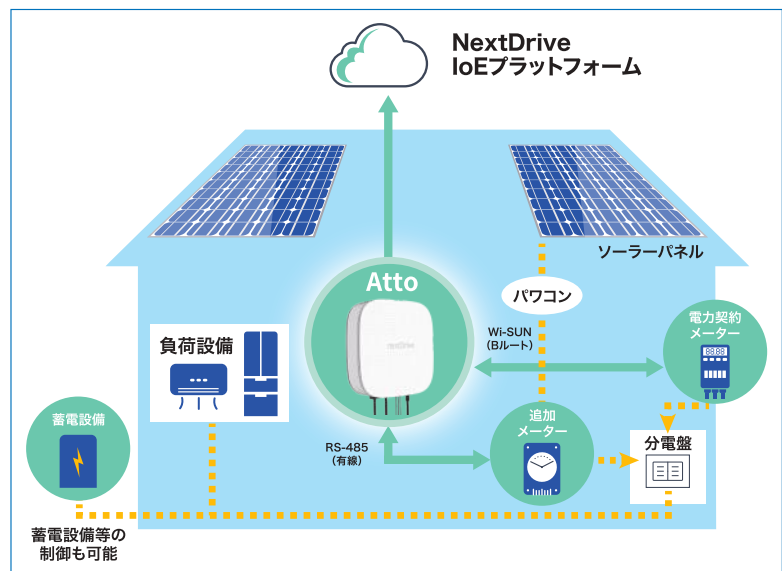 NextDrive
IoEプラットフォーム
ソーラーパネル
Atto
パワコン
電力契約
メーター
Wi-SUN
（Bルート）
負荷設備
nextDrive
蓄電設備
追加
メーター
RS-485
（有線）
分電盤
蓄電設備等の
制御も可能